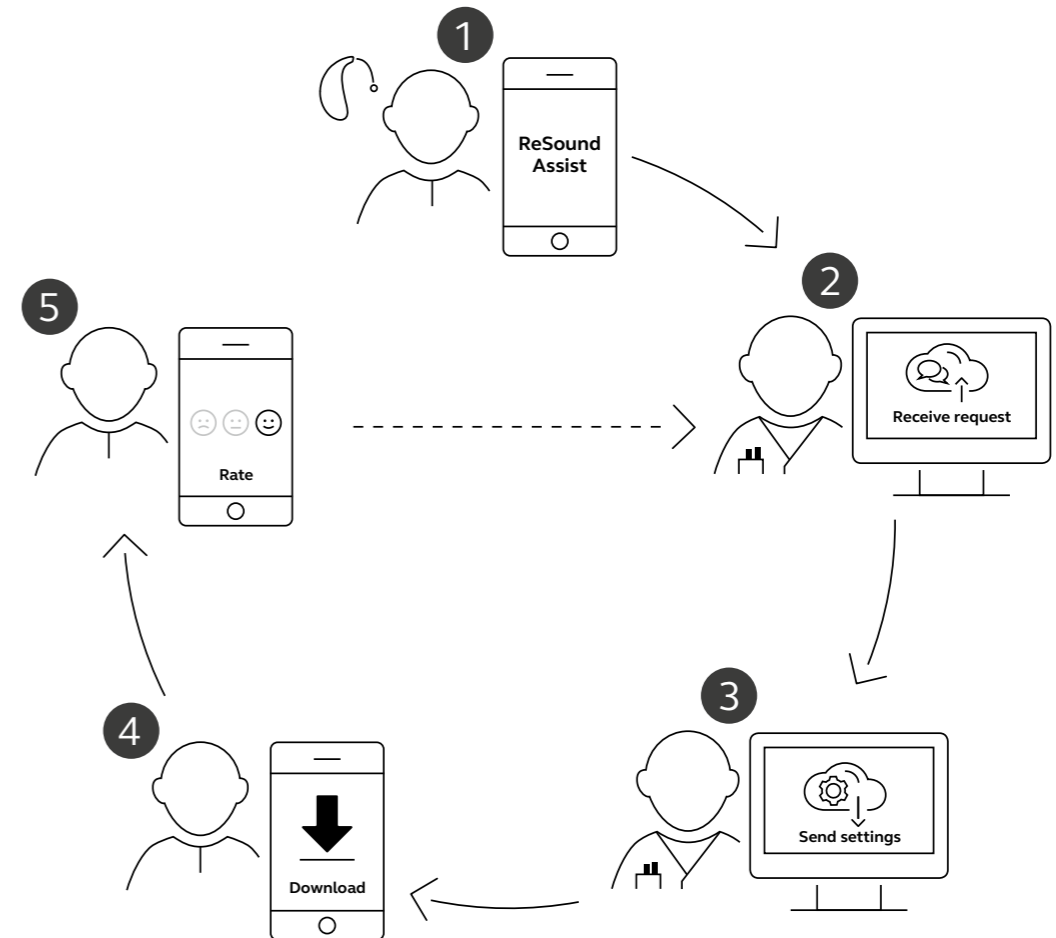 1
ReSound
Assist
2
Receive request
3
Send settings
4
Download
5
Rate